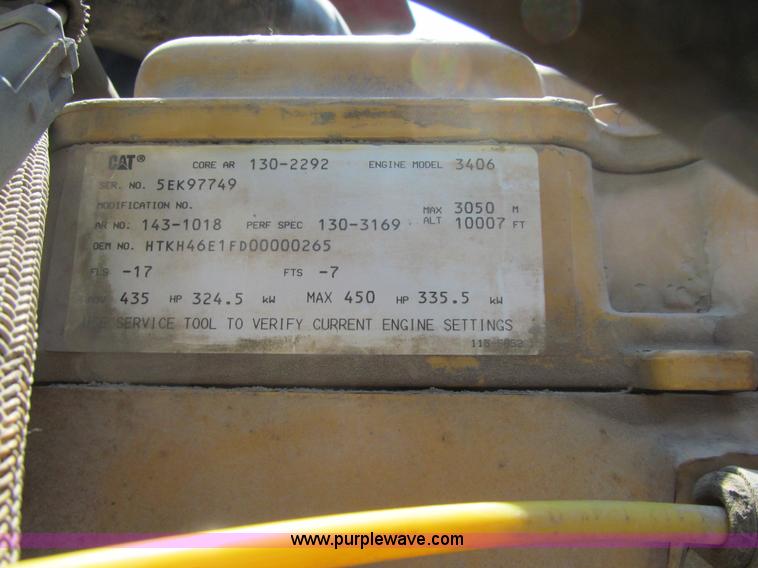 CAT® CORE AR 130-2292 ENGINE MODEL 3406
SER. NO. 5EK97749
MODIFICATION NO. MAX 3050 M
AR NO. 143-1018 PERF SPEC 130-3169 ALT 10007 FT
OEM NO. HTKH46E1FD00000265
FLS -17 FTS -7
435 HP 324.5 kW MAX 450 HP 335.5 kW
SERVICE TOOL TO VERIFY CURRENT ENGINE SETTINGS
www.purplewave.com